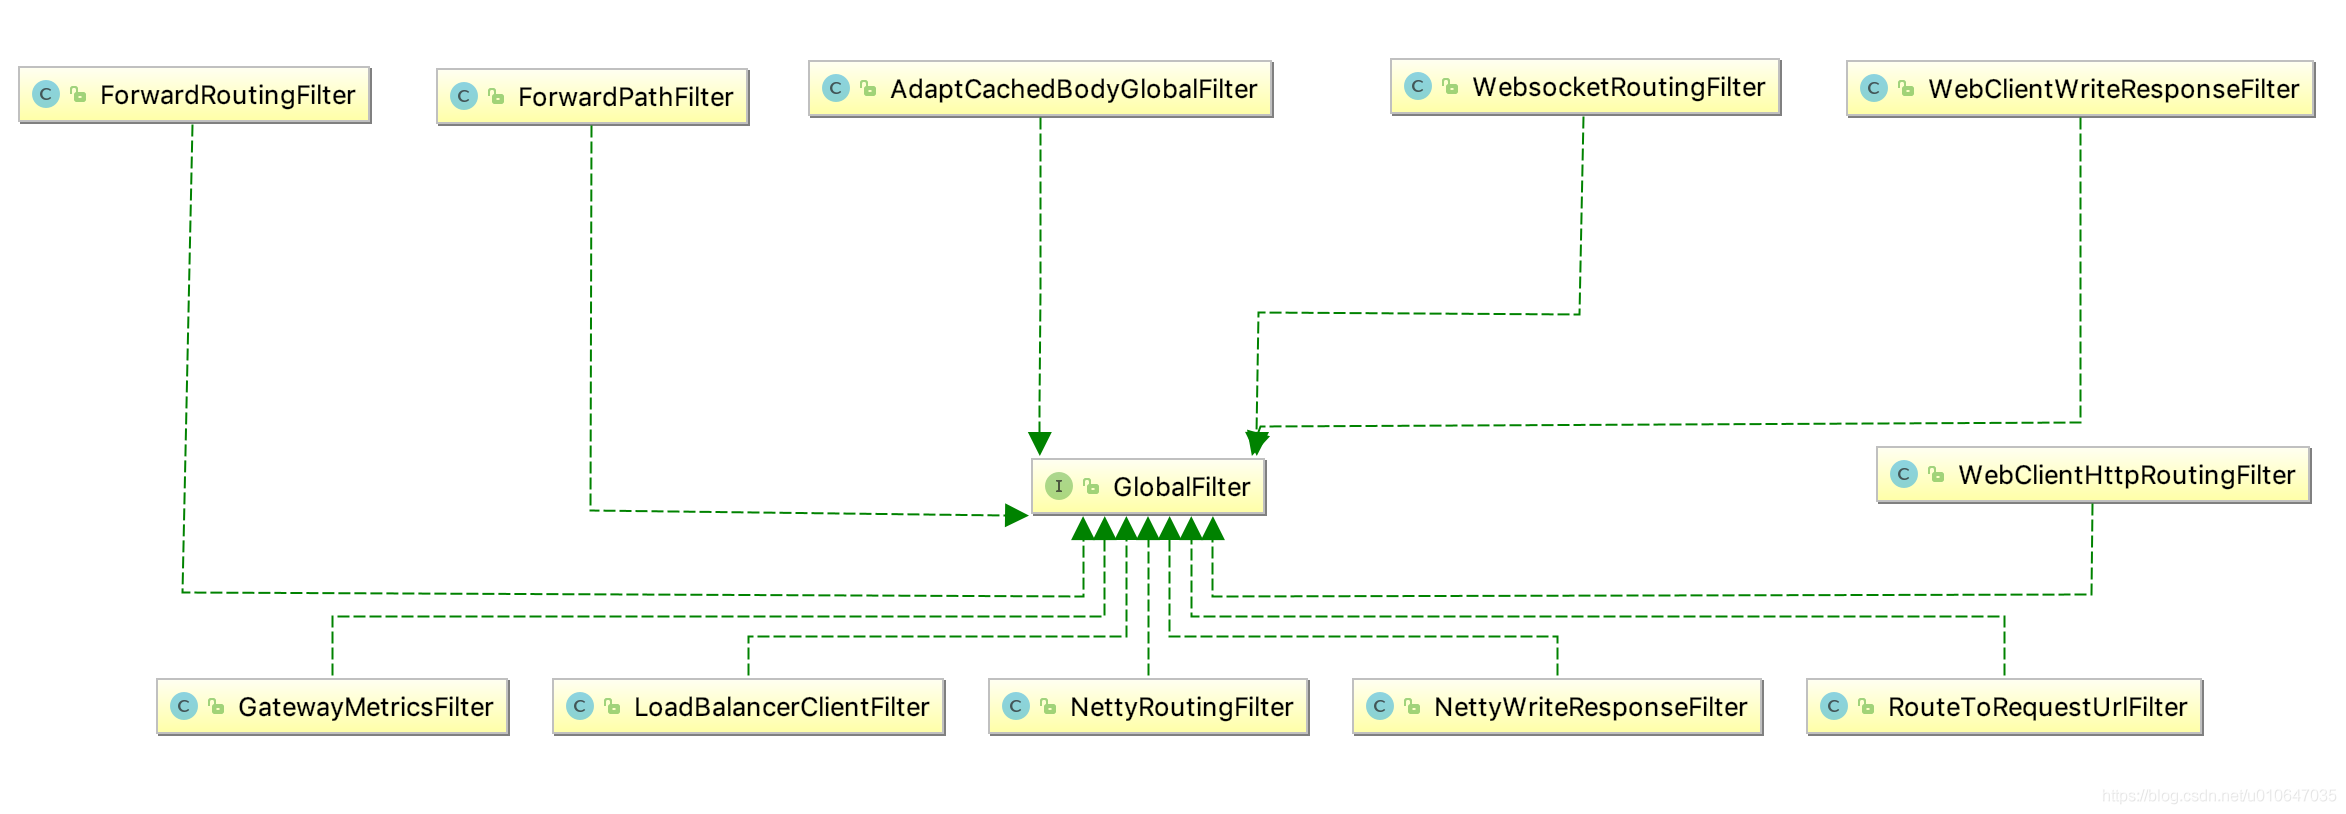 C ForwardRoutingFilter
C ForwardPathFilter
C AdaptCachedBodyGlobalFilter
C WebsocketRoutingFilter
C WebClientWriteResponseFilter
I GlobalFilter
C WebClientHttpRoutingFilter
C GatewayMetricsFilter
C LoadBalancerClientFilter
C NettyRoutingFilter
C NettyWriteResponseFilter
C RouteToRequestUrlFilter
https://blog.csdn.net/u010647035